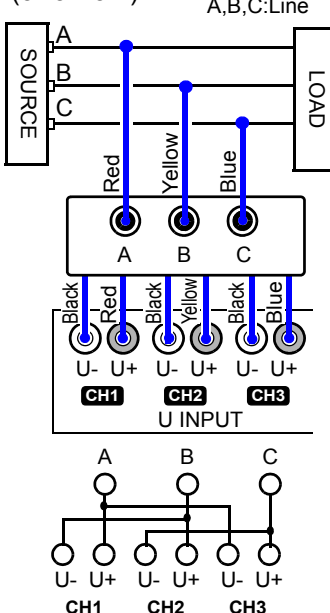 A,B,C:Line
SOURCE
A
B
C
LOAD
Red
Yellow
Blue
A B C
Black
Red
Black
Yellow
Black
Blue
U- U+ U- U+ U- U+
CH1 CH2 CH3
U INPUT
A B C
U- U+ U- U+ U- U+
CH1 CH2 CH3